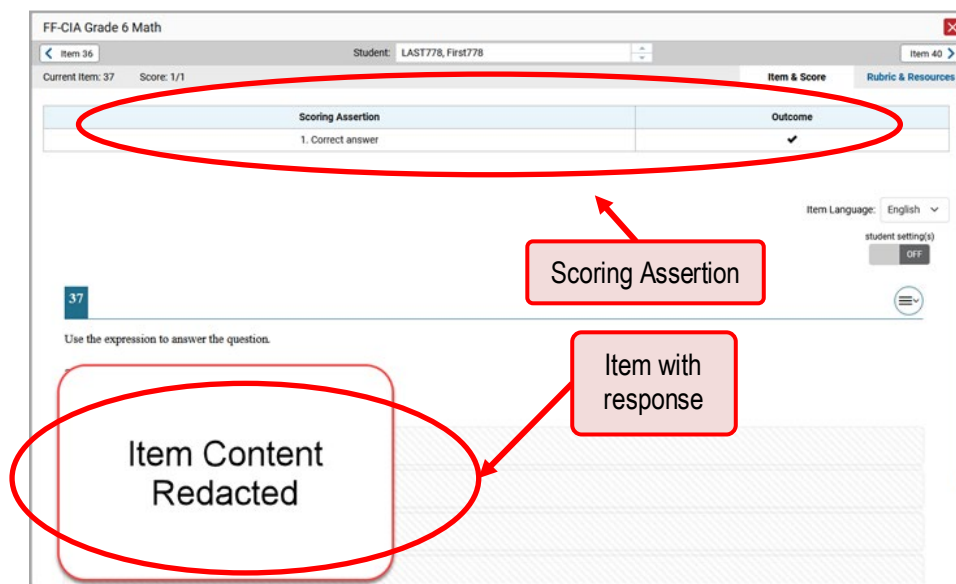 FF-CIA Grade 6 Math
Item 36
Student: LAST778, First778
Item 40
Current Item: 37 Score: 1/1
Item & Score
Rubric & Resources
Scoring Assertion
Outcome
1. Correct answer
Item Language: English
student setting(s)
OFF
Scoring Assertion
37
Use the expression to answer the question.
Item with
response
Item Content
Redacted